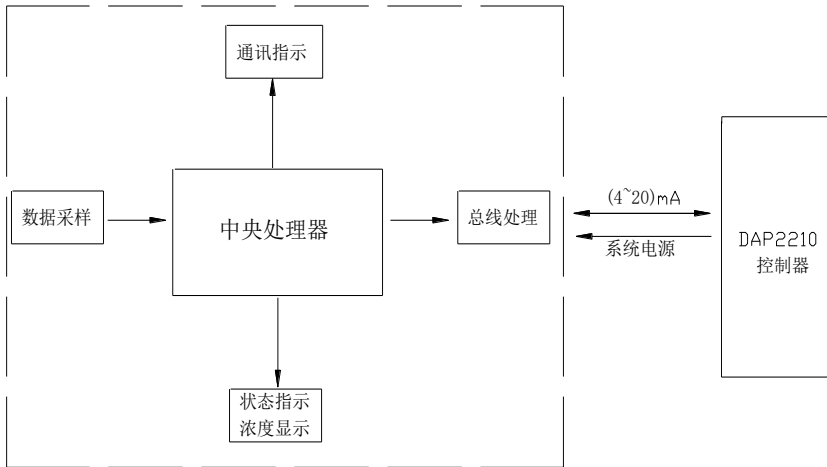 通讯指示
数据采样
中央处理器
总线处理
(4~20)mA
系统电源
DAP2210
控制器
状态指示
浓度显示